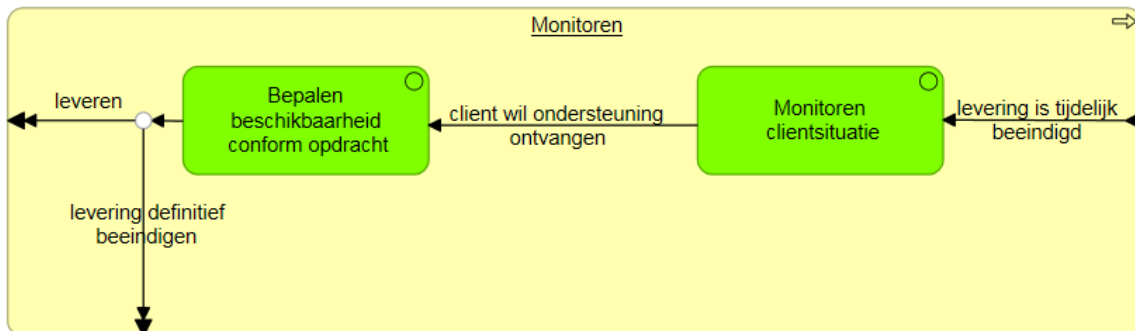 Monitoren
leveren
Bepalen
beschikbaarheid
conform opdracht
client wil ondersteuning
ontvangen
Monitoren
clientsituatie
levering is tijdelijk
beeindigd
levering definitief
beeindigen